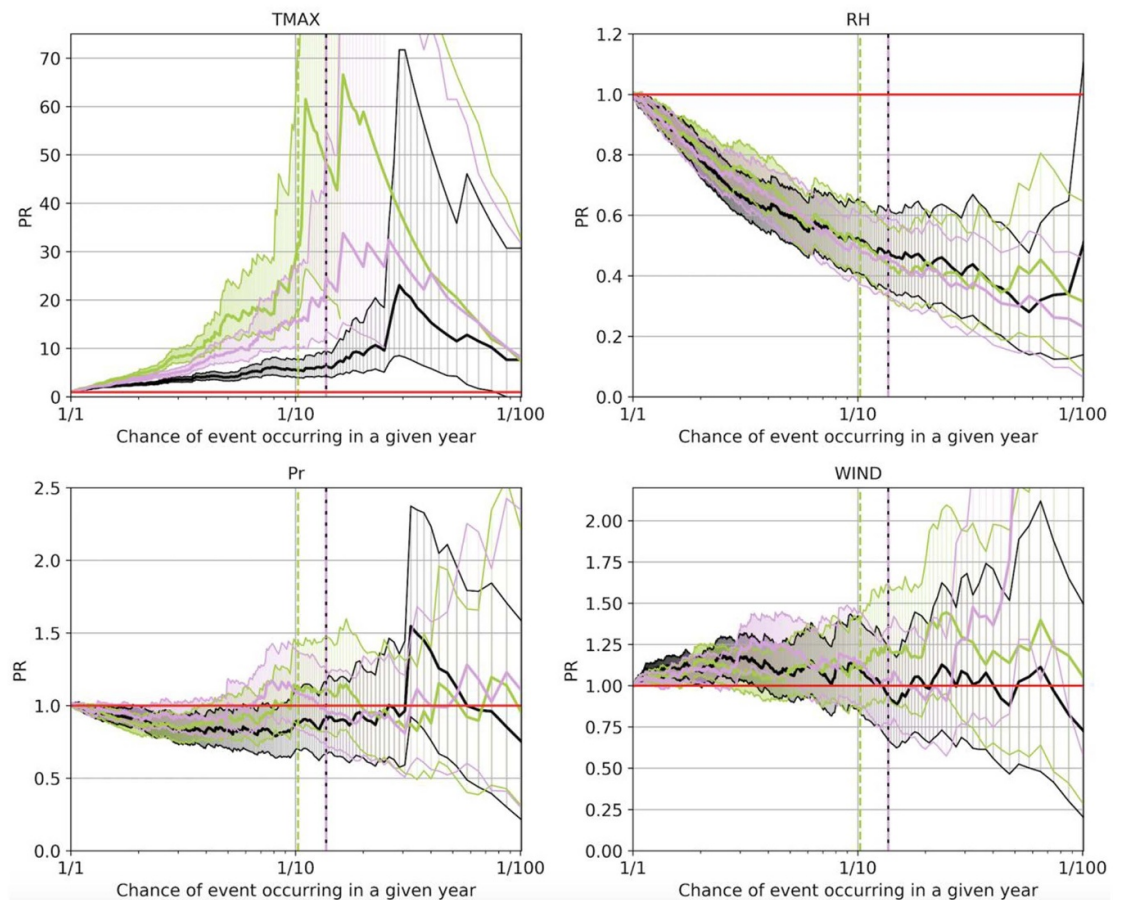 TMAX
70
60
50
40
30
20
10
0
PR
1/1 1/10 1/100
Chance of event occurring in a given year
RH
1.2
1.0
0.8
0.6
0.4
0.2
0.0
PR
1/1 1/10 1/100
Chance of event occurring in a given year
Pr
2.5
2.0
1.5
1.0
0.5
0.0
PR
1/1 1/10 1/100
Chance of event occurring in a given year
WIND
2.00
1.75
1.50
1.25
1.00
0.75
0.50
0.25
0.00
PR
1/1 1/10 1/100
Chance of event occurring in a given year